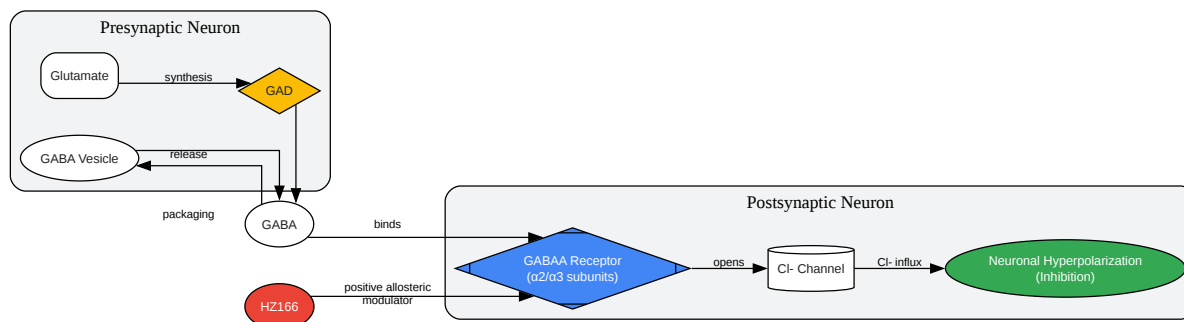 Presynaptic Neuron
Glutamate
synthesis
GAD
GABA Vesicle
release
packaging
GABA
binds
HZ166
positive allosteric
modulator
Postsynaptic Neuron
GABAA Receptor
(α2/α3 subunits)
opens
Cl- Channel
Cl- influx
Neuronal Hyperpolarization
(Inhibition)